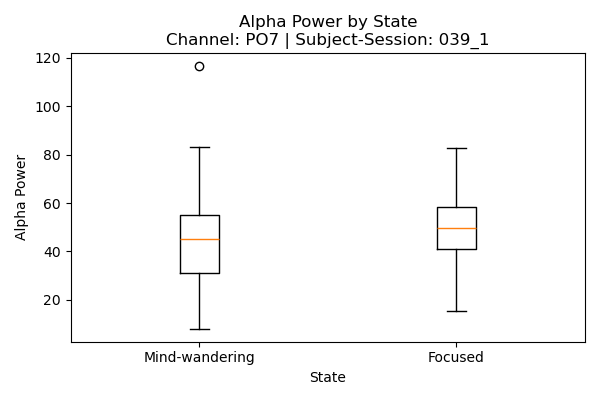 Alpha Power by State
Channel: PO7 | Subject-Session: 039_1
120
100
80
60
40
20
Alpha Power
Mind-wandering
Focused
State